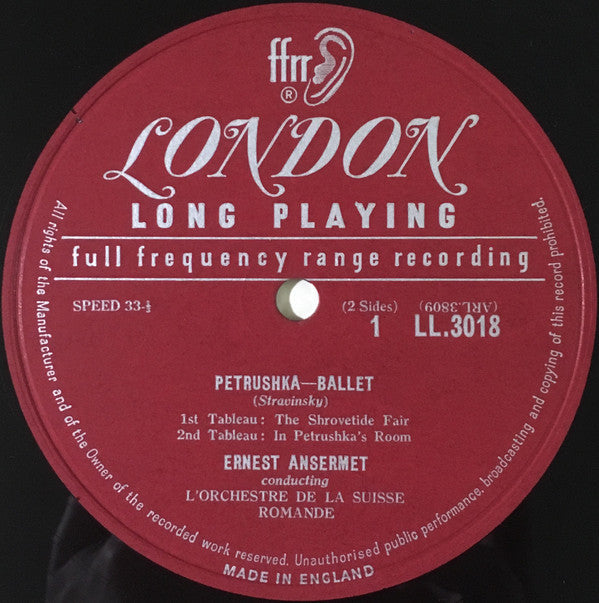 ffrr
®
LONDON
LONG PLAYING
full frequency range recording
SPEED 33-⅓
(2 Sides)
1
(ARL.3809)
LL.3018
PETRUSHKA—BALLET
(Stravinsky)
1st Tableau: The Shrovetide Fair
2nd Tableau: In Petrushka's Room
ERNEST ANSERMET
conducting
L'ORCHESTRE DE LA SUISSE
ROMANDE
All rights of the Manufacturer and of the Owner of the recorded work reserved. Unauthorised public performance, broadcasting and copying of this record prohibited.
MADE IN ENGLAND